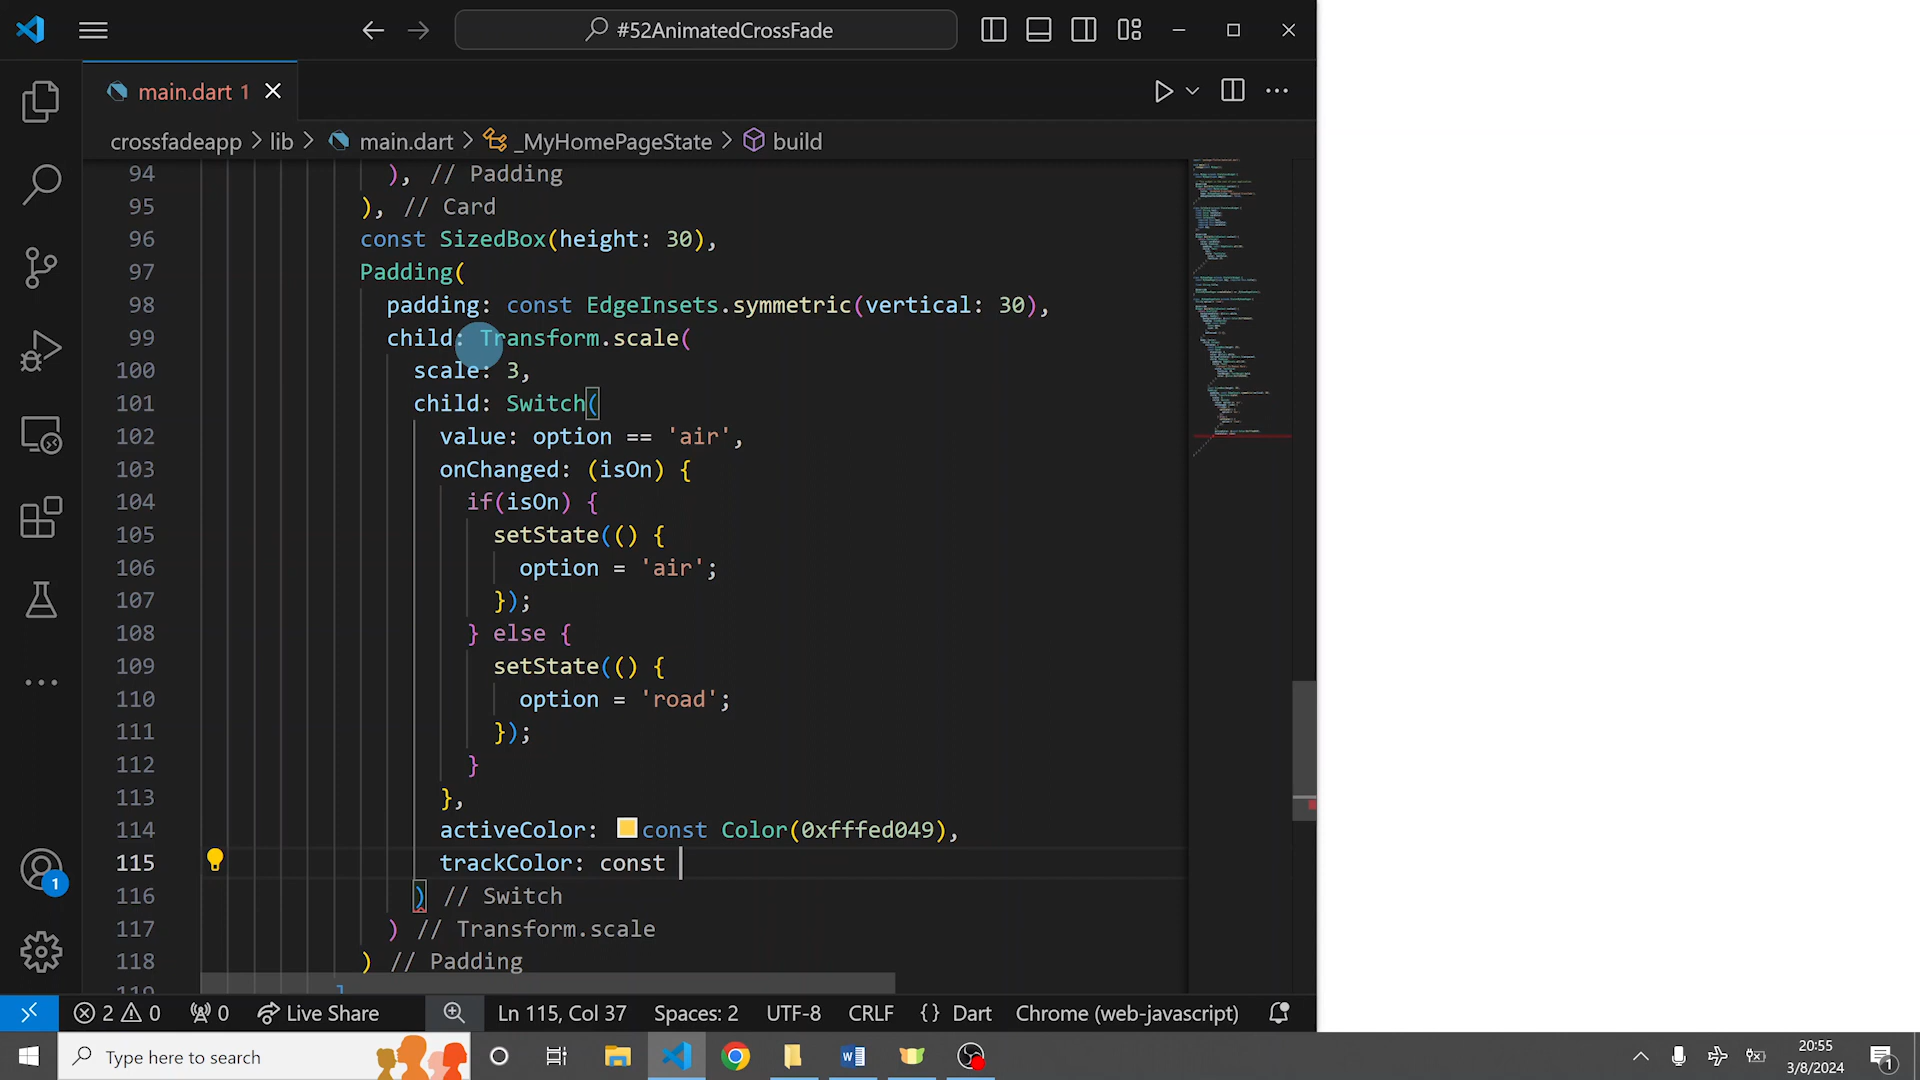 #52AnimatedCrossFade
main.dart 1
crossfadeapp > lib > main.dart > _MyHomePageState > build
94 ), // Padding
95 ), // Card
96 const SizedBox(height: 30),
97 Padding(
98 padding: const EdgeInsets.symmetric(vertical: 30),
99 child: Transform.scale(
100 scale: 3,
101 child: Switch(
102 value: option == 'air',
103 onChanged: (isOn) {
104 if(isOn) {
105 setState(() {
106 option = 'air';
107 });
108 } else {
109 setState(() {
110 option = 'road';
111 });
112 }
113 },
114 activeColor: const Color(0xfffed049),
115 trackColor: const
116 ) // Switch
117 ) // Transform.scale
118 ) // Padding
119 ]
1
2 0 0 Live Share Ln 115, Col 37 Spaces: 2 UTF-8 CRLF {} Dart Chrome (web-javascript)
Type here to search
20:55
3/8/2024
1